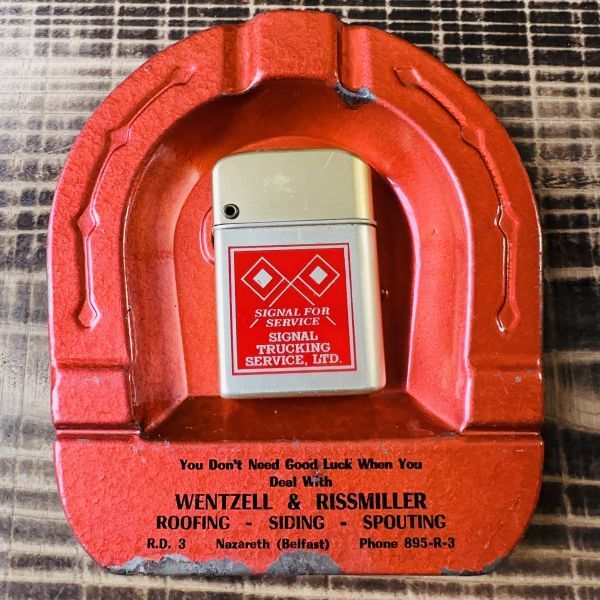 SIGNAL FOR
SERVICE
SIGNAL
TRUCKING
SERVICE, LTD.
You Don't Need Good Luck When You
Deal With
WENTZELL & RISSMILLER
ROOFING - SIDING - SPOUTING
R.D. 3 Nazareth (Belfast) Phone 895-R-3